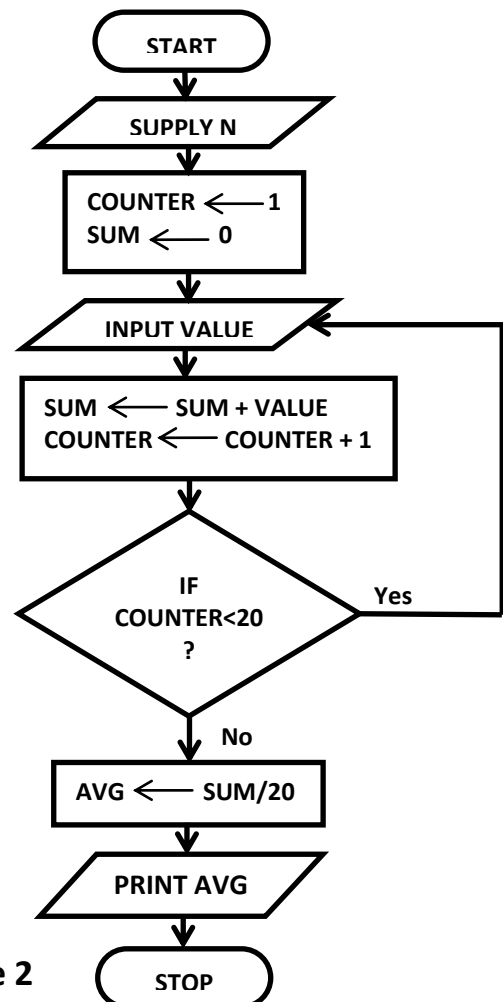 START
SUPPLY N
COUNTER ← 1
SUM ← 0
INPUT VALUE
SUM ← SUM + VALUE
COUNTER ← COUNTER + 1
IF
COUNTER<20
?
Yes
No
AVG ← SUM/20
PRINT AVG
2
STOP